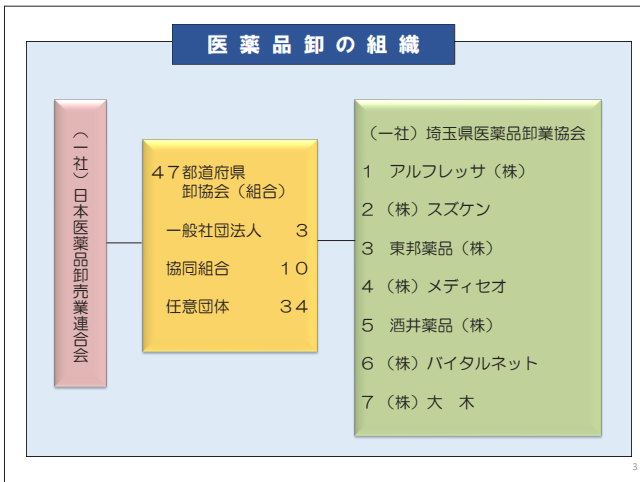 医薬品卸の組織
（一社）日本医薬品卸売業連合会
４７都道府県
卸協会（組合）
一般社団法人　３
協同組合　１０
任意団体　３４
（一社）埼玉県医薬品卸業協会
１　アルフレッサ（株）
２（株）スズケン
３　東邦薬品（株）
４（株）メディセオ
５　酒井薬品（株）
６（株）バイタルネット
７（株）大　木
3